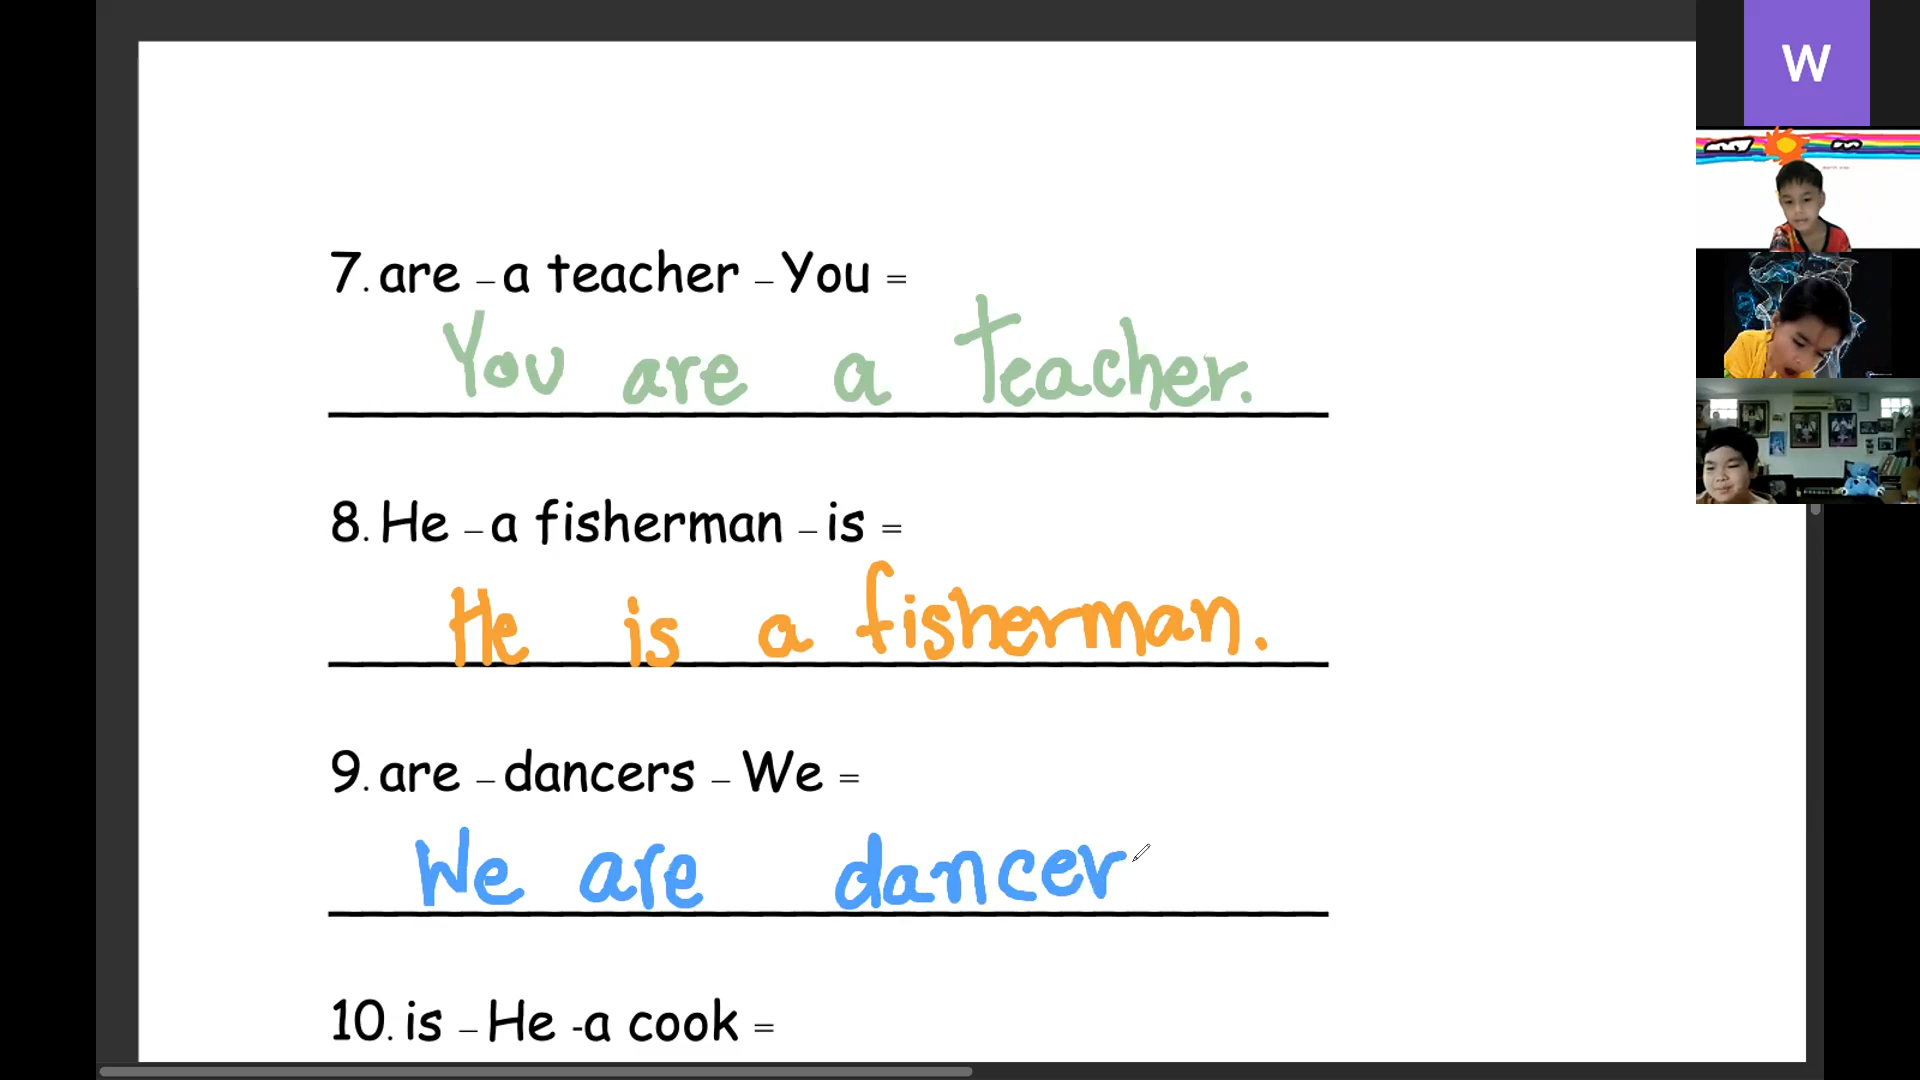 W
7. are – a teacher – You =
You are a teacher.
8. He – a fisherman – is =
He is a fisherman.
9. are – dancers – We =
We are dancer
10. is – He -a cook =